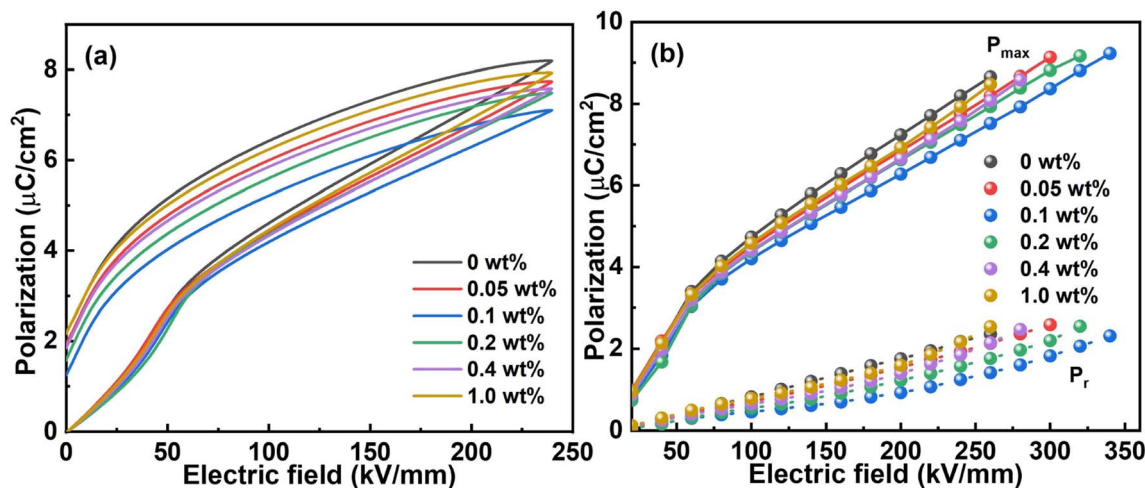 (a)
8
6
4
2
0
Polarization (μC/cm²)
0 wt%
0.05 wt%
0.1 wt%
0.2 wt%
0.4 wt%
1.0 wt%
0 50 100 150 200 250
Electric field (kV/mm)
(b)
10
8
6
4
2
0
Polarization (μC/cm²)
Pmax
0 wt%
0.05 wt%
0.1 wt%
0.2 wt%
0.4 wt%
1.0 wt%
Pr
50 100 150 200 250 300 350
Electric field (kV/mm)